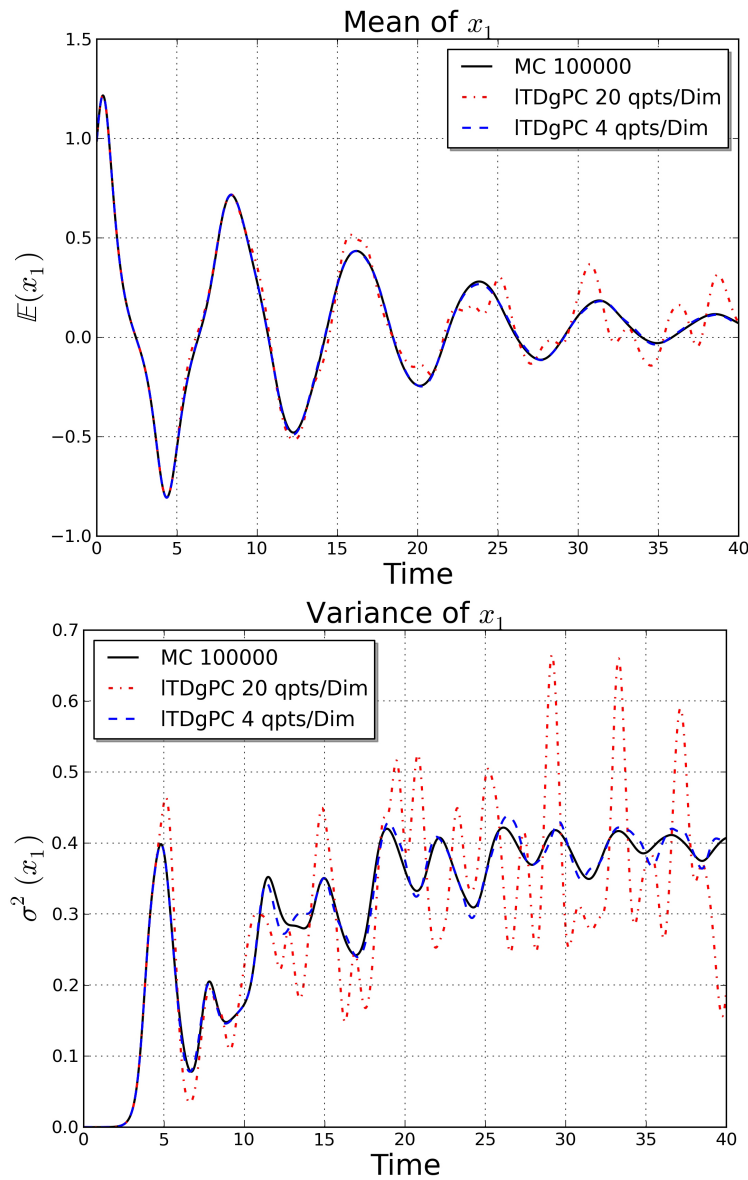 Mean of x₁
1.5
1.0
0.5
0.0
−0.5
−1.0
𝔼(x₁)
MC 100000
lTDgPC 20 qpts/Dim
lTDgPC 4 qpts/Dim
0 5 10 15 20 25 30 35 40
Time
Variance of x₁
0.7
0.6
0.5
0.4
0.3
0.2
0.1
0.0
σ² (x₁)
MC 100000
lTDgPC 20 qpts/Dim
lTDgPC 4 qpts/Dim
0 5 10 15 20 25 30 35 40
Time